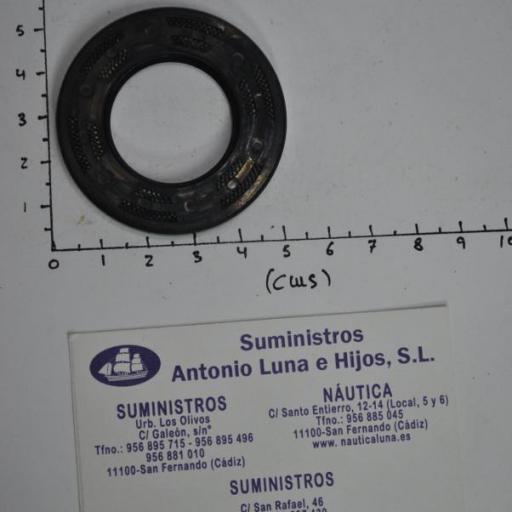 5
4
3
2
1
0 1 2 3 4 5 6 7 8 9 10
(cms)
Suministros
Antonio Luna e Hijos, S.L.
SUMINISTROS
Urb. Los Olivos
C/ Galeón, s/nº
Tfno.: 956 895 715 - 956 895 496
956 881 010
11100-San Fernando (Cádiz)
NÁUTICA
C/ Santo Entierro, 12-14 (Local, 5 y 6)
Tfno.: 956 885 045
11100-San Fernando (Cádiz)
www.nauticaluna.es
SUMINISTROS
C/ San Rafael, 46